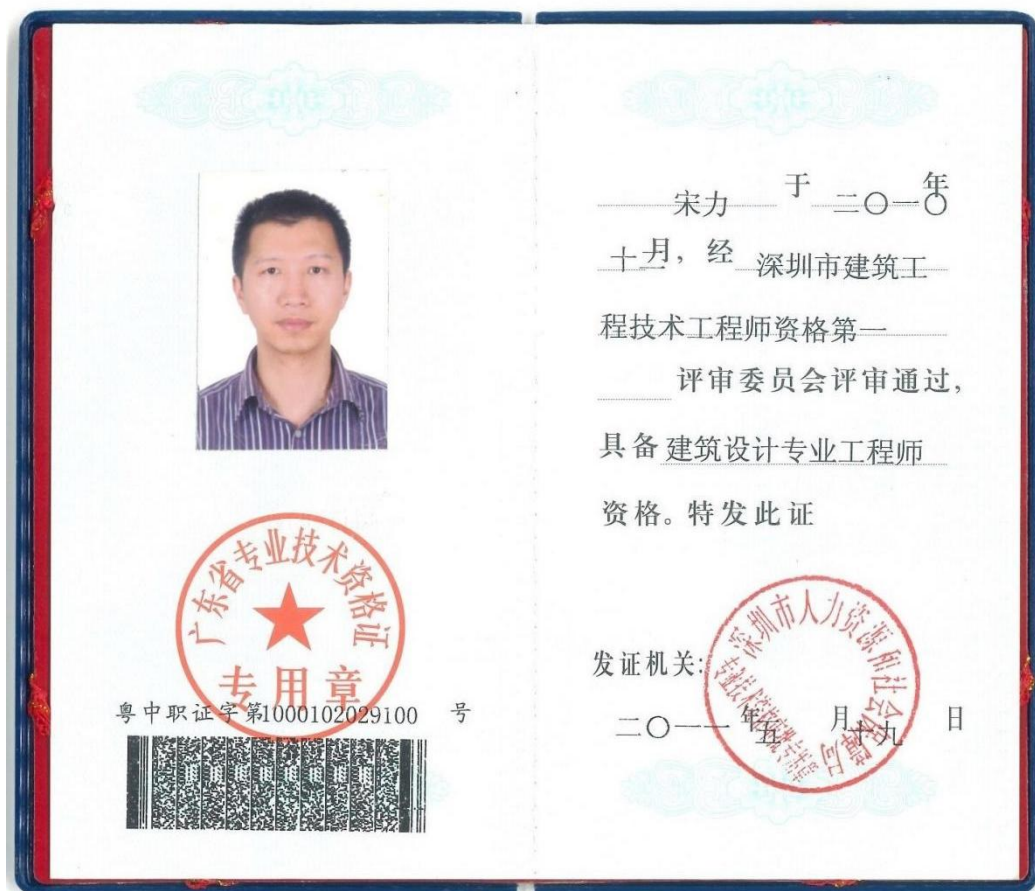 广东省专业技术资格证
专用章
粤中职证字第1000102029100 号
宋力 于 二〇一〇年
十二月，经 深圳市建筑工
程技术工程师资格第一
评审委员会评审通过，
具备 建筑设计专业工程师
资格。特发此证
深圳市人力资源和社会保障局
发证机关：
二〇一一年五月 九日